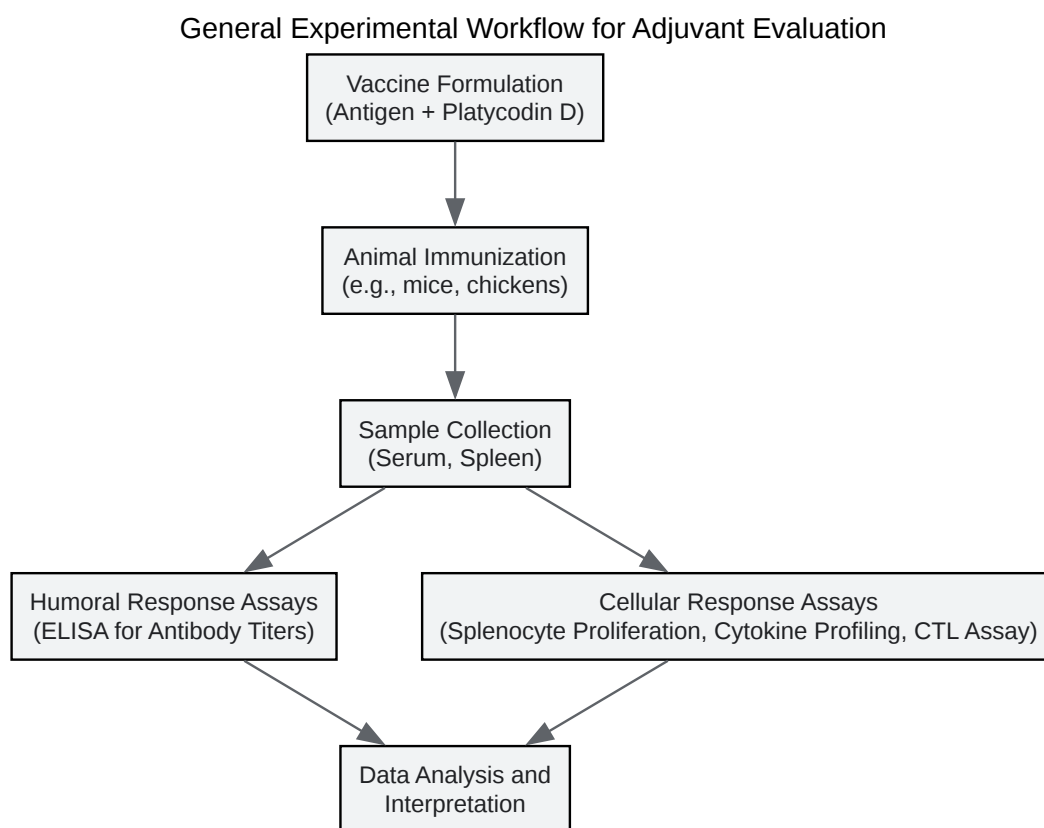 General Experimental Workflow for Adjuvant Evaluation
Vaccine Formulation
(Antigen + Platycodin D)
Animal Immunization
(e.g., mice, chickens)
Sample Collection
(Serum, Spleen)
Humoral Response Assays
(ELISA for Antibody Titers)
Cellular Response Assays
(Splenocyte Proliferation, Cytokine Profiling, CTL Assay)
Data Analysis and
Interpretation